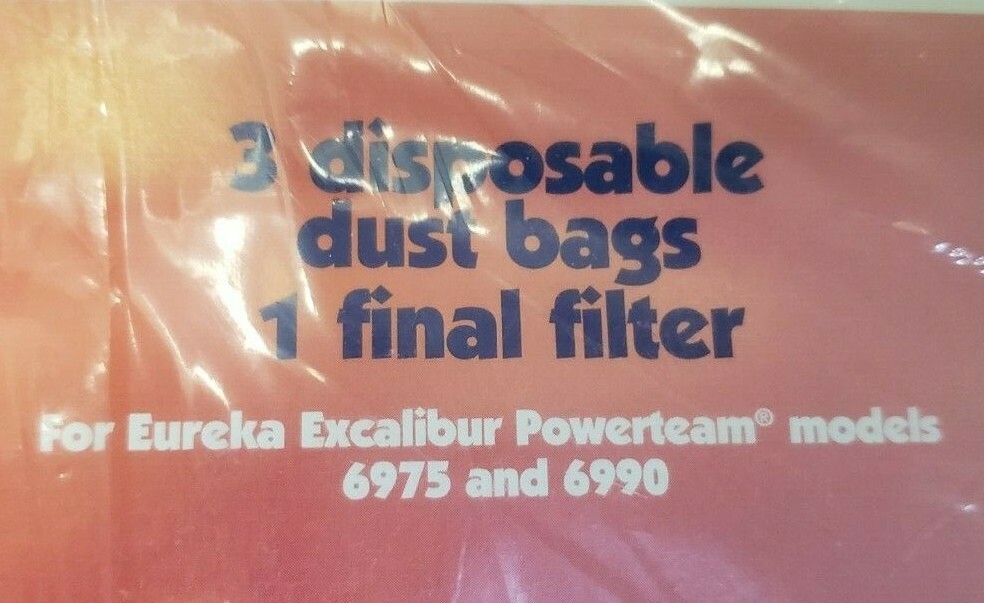 3 disposable
dust bags
1 final filter
For Eureka Excalibur Powerteam® models
6975 and 6990